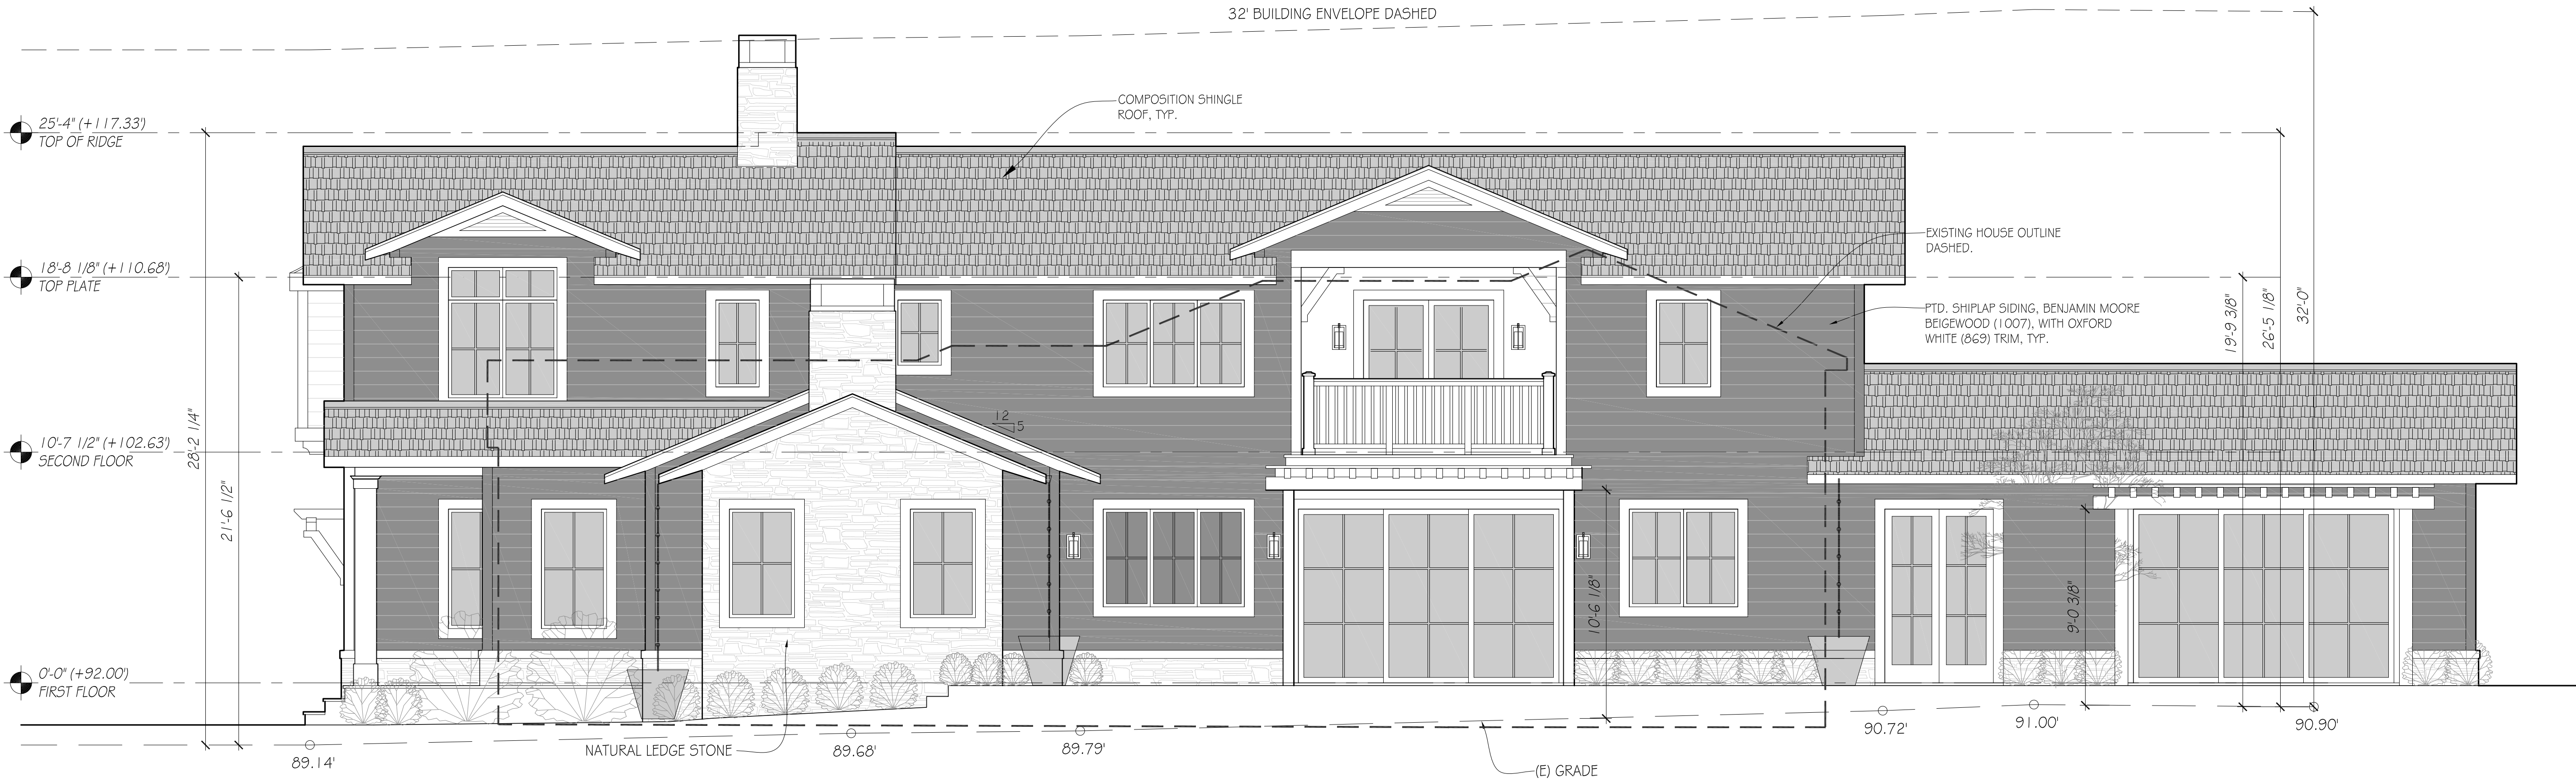 32' BUILDING ENVELOPE DASHED
COMPOSITION SHINGLE
ROOF, TYP.
25'-4" (+117.33')
TOP OF RIDGE
EXISTING HOUSE OUTLINE
DASHED.
18'-8 1/8" (+110.68')
TOP PLATE
PTD. SHIPLAP SIDING, BENJAMIN MOORE
BEIGEWOOD (1007), WITH OXFORD
WHITE (869) TRIM, TYP.
19'-9 3/8"
26'-5 1/8"
32'-0"
12
5
10'-7 1/2" (+102.63')
SECOND FLOOR
28'-2 1/4"
21'-6 1/2"
10'-6 1/8"
9'-0 3/8"
0'-0" (+92.00')
FIRST FLOOR
89.14'
NATURAL LEDGE STONE
89.68'
89.79'
90.72'
91.00'
90.90'
(E) GRADE